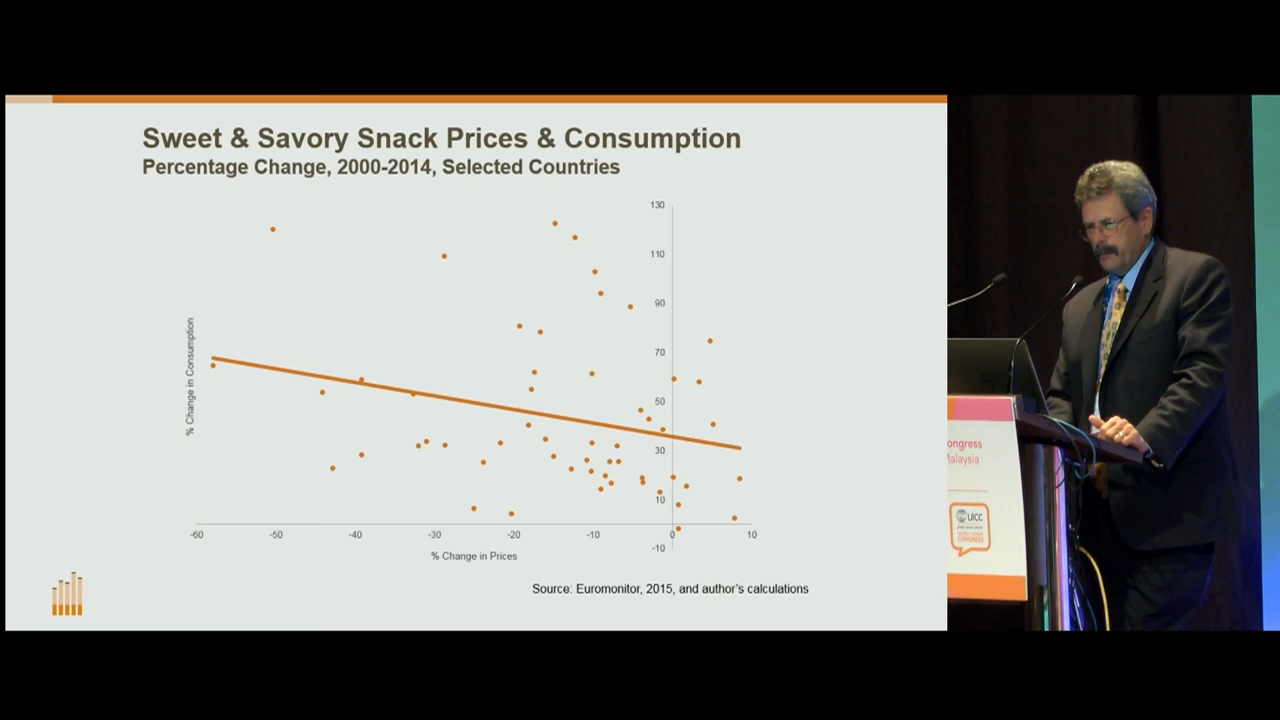 Sweet & Savory Snack Prices & Consumption
Percentage Change, 2000-2014, Selected Countries
130
110
90
70
50
30
10
-10
% Change in Consumption
-60
-50
-40
-30
-20
-10
0
10
% Change in Prices
Source: Euromonitor, 2015, and author's calculations
ongress
Malaysia
uicc
CONGRESS